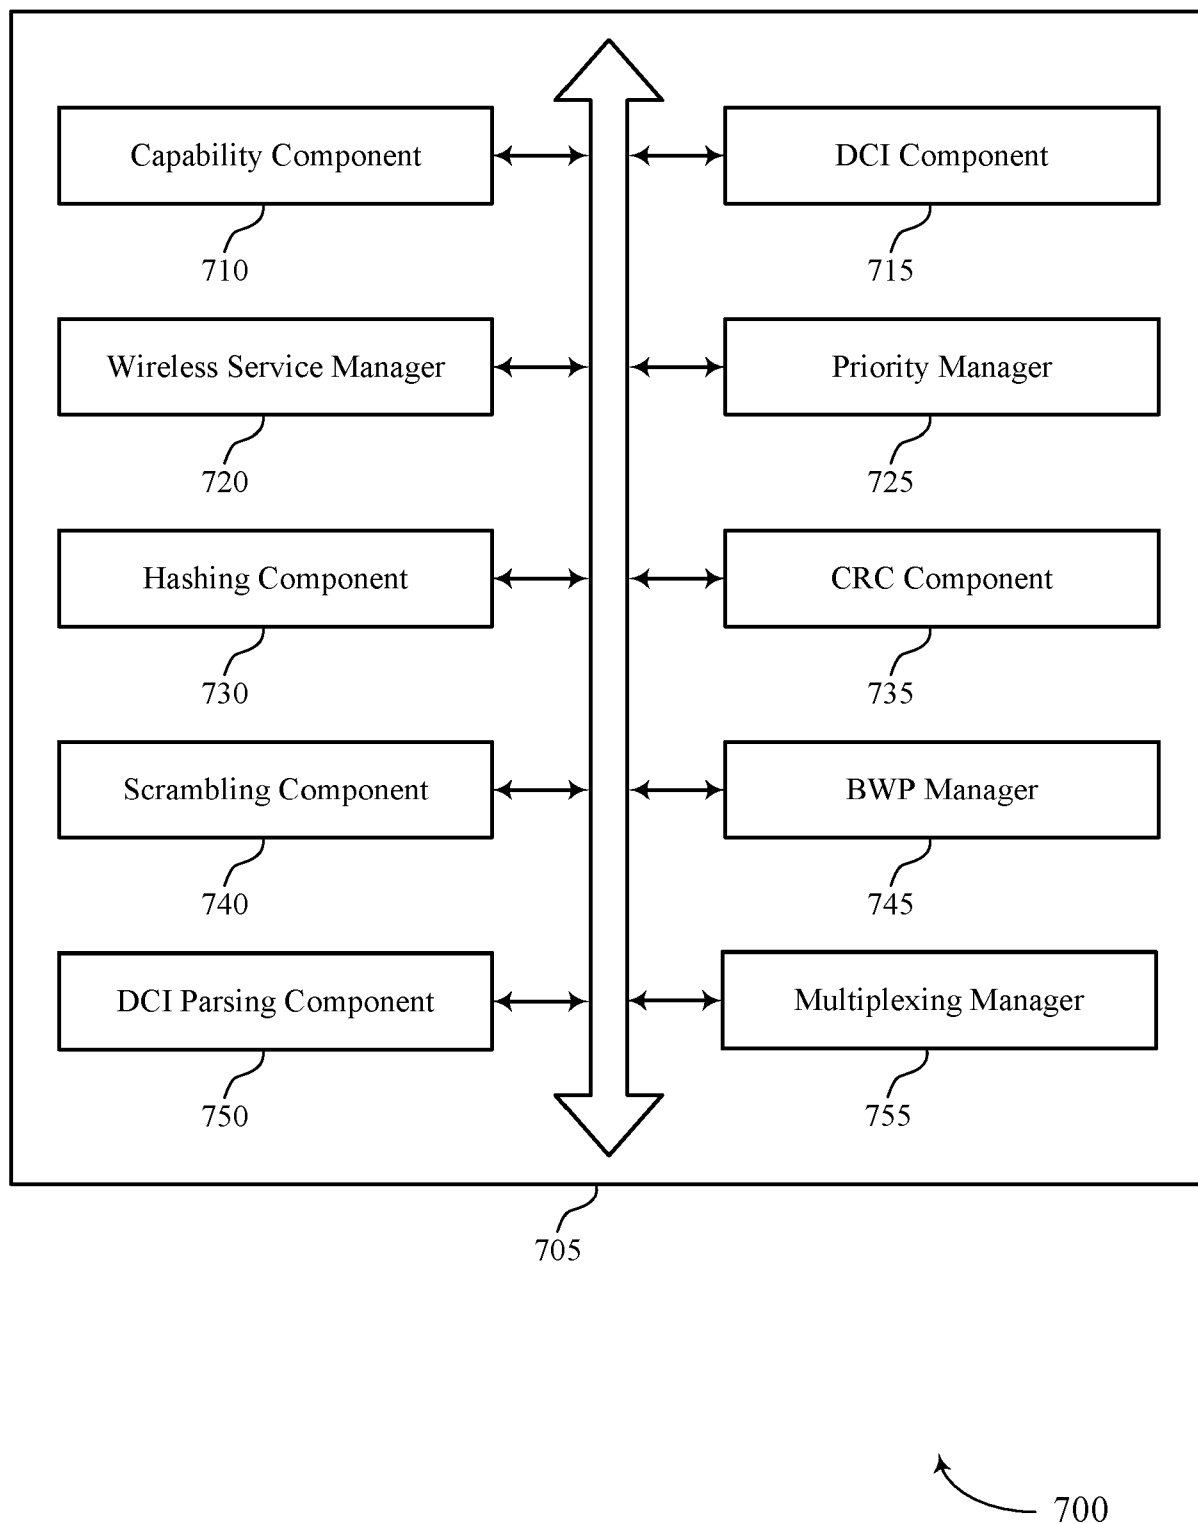 Capability Component
DCI Component
710
715
Wireless Service Manager
Priority Manager
720
725
Hashing Component
CRC Component
730
735
Scrambling Component
BWP Manager
740
745
DCI Parsing Component
Multiplexing Manager
750
755
705
700